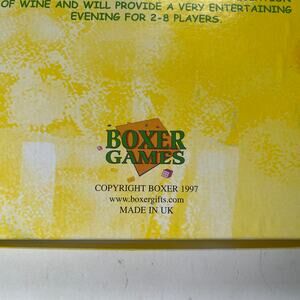 OF WINE AND WILL PROVIDE A VERY ENTERTAINING
EVENING FOR 2-8 PLAYERS.
BOXER
GAMES
COPYRIGHT BOXER 1997
www.boxergifts.com
MADE IN UK